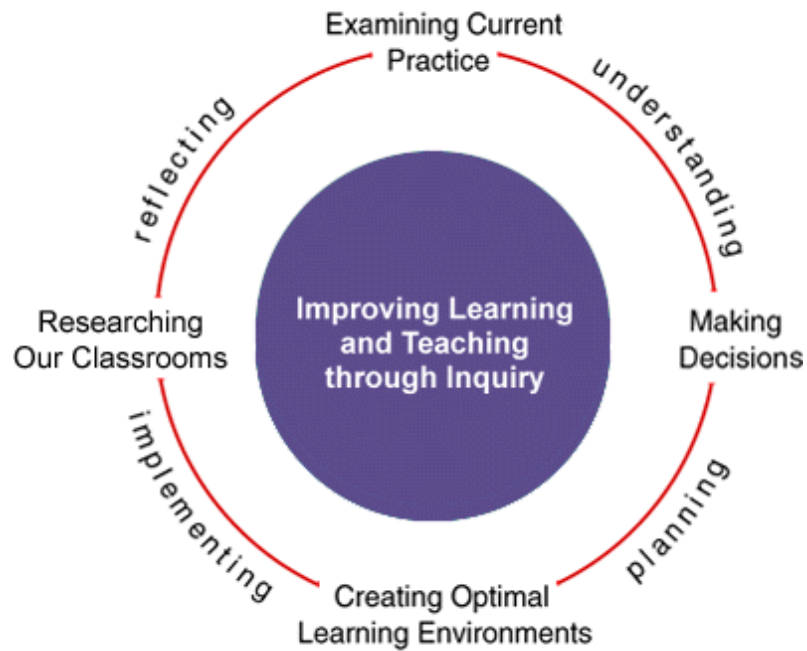 Examining Current
Practice
understanding
Making
Decisions
planning
Creating Optimal
Learning Environments
implementing
Researching
Our Classrooms
reflecting
Improving Learning
and Teaching
through Inquiry